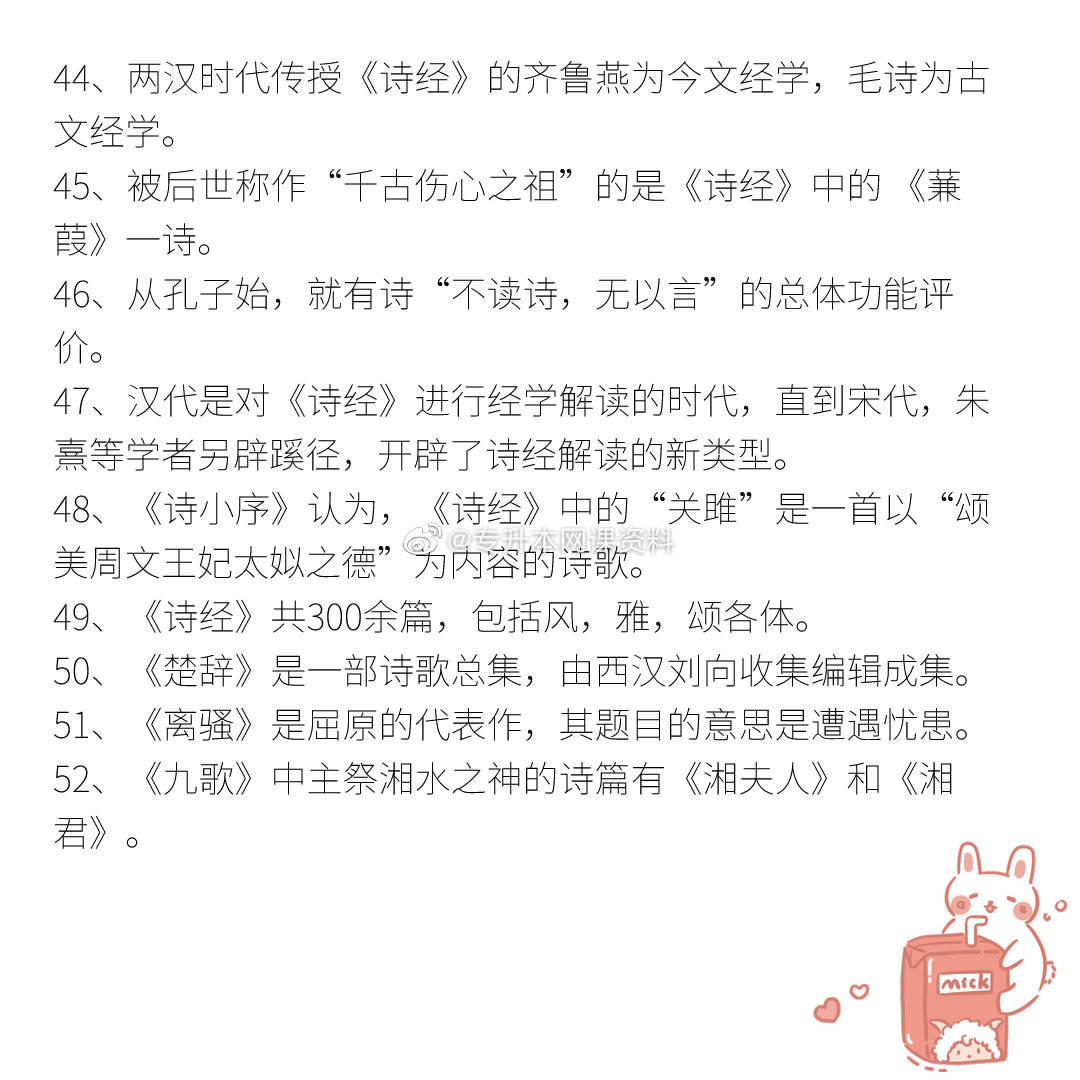 44、两汉时代传授《诗经》的齐鲁燕为今文经学，毛诗为古
文经学。
45、被后世称作“千古伤心之祖”的是《诗经》中的 《蒹
葭》一诗。
46、从孔子始，就有诗“不读诗，无以言”的总体功能评
价。
47、汉代是对《诗经》进行经学解读的时代，直到宋代，朱
熹等学者另辟蹊径，开辟了诗经解读的新类型。
48、《诗小序》认为，《诗经》中的“关雎”是一首以“颂
@专升本网课资料
美周文王妃太姒之德”为内容的诗歌。
49、《诗经》共300余篇，包括风，雅，颂各体。
50、《楚辞》是一部诗歌总集，由西汉刘向收集编辑成集。
51、《离骚》是屈原的代表作，其题目的意思是遭遇忧患。
52、《九歌》中主祭湘水之神的诗篇有《湘夫人》和《湘
君》。
mick